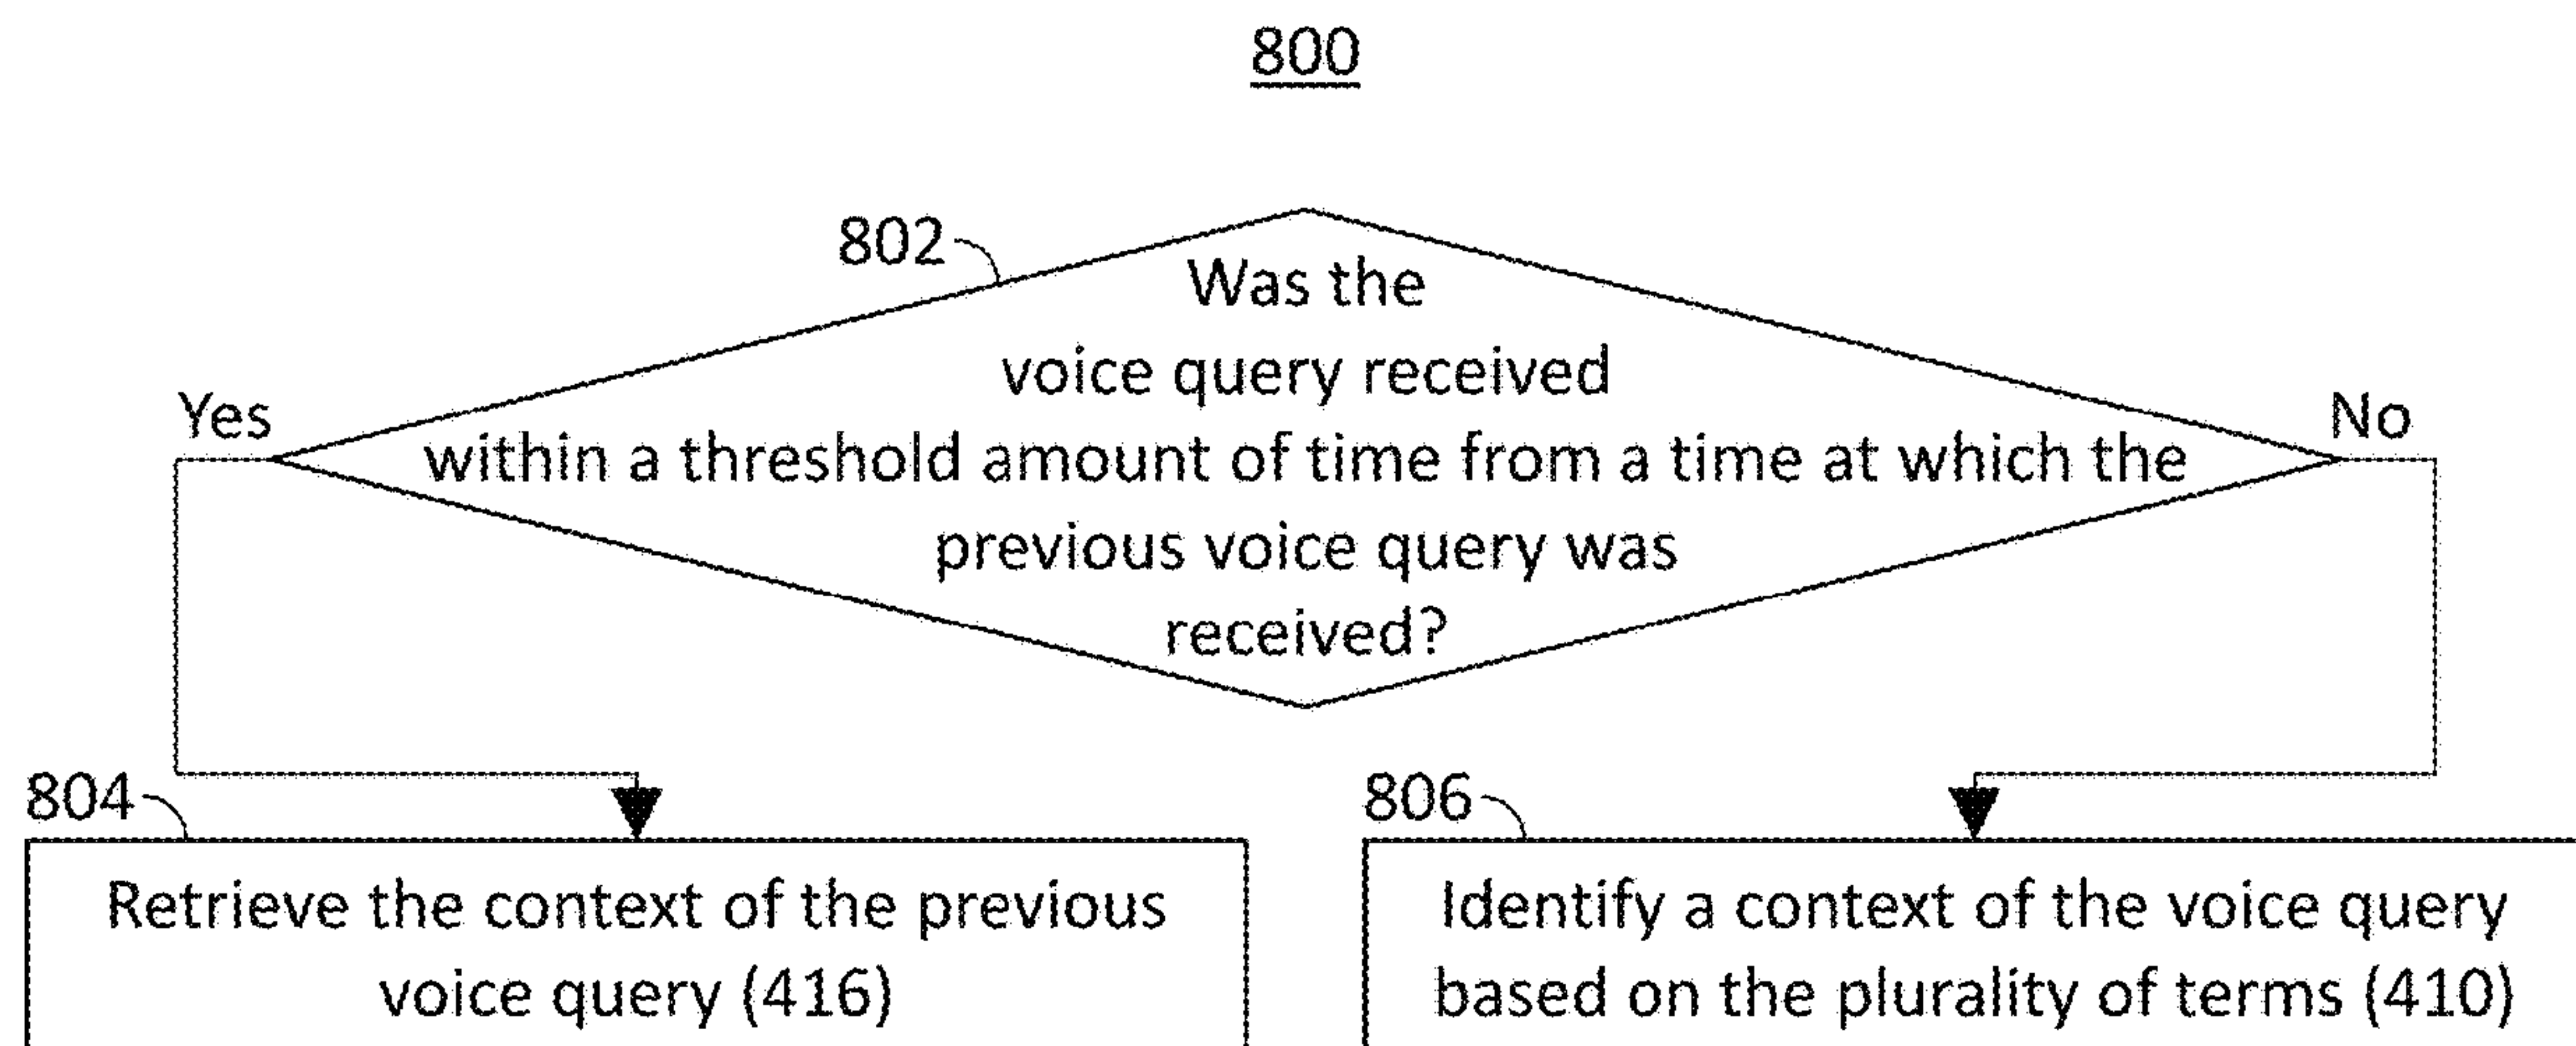 800
802
Was the
voice query received
Yes
No
within a threshold amount of time from a time at which the
previous voice query was
received?
804
806
Retrieve the context of the previous
voice query (416)
Identify a context of the voice query
based on the plurality of terms (410)